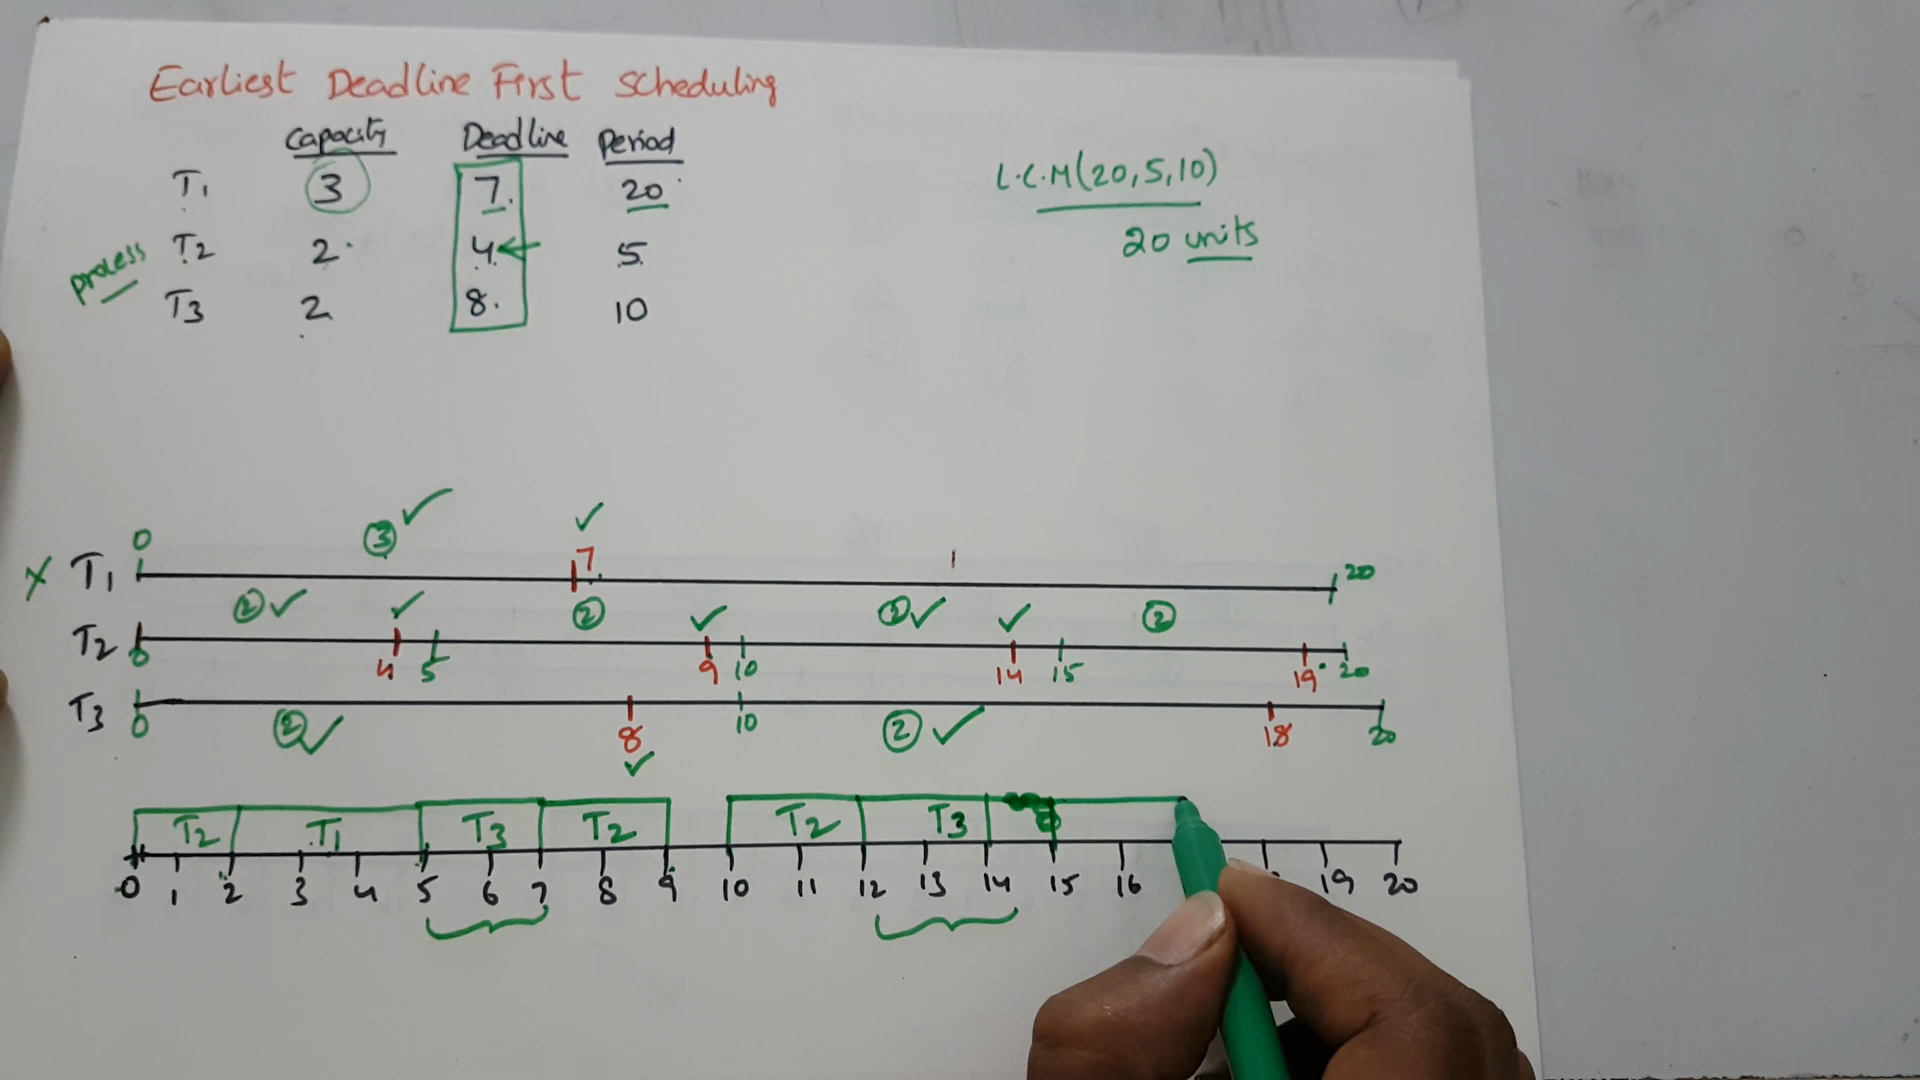 Earliest Deadline First Scheduling
Capacity Deadline Period
T1 3 7. 20
T2 2 4. 5
T3 2 8. 10
process
L.C.M(20,5,10)
20 units
0 3 7 20
T1
2 2 2 2
T2 0 4 5 9 10 14 15 19 20
T3 0 2 8 10 2 18 20
T2 T1 T3 T2 T2 T3
0 1 2 3 4 5 6 7 8 9 10 11 12 13 14 15 16 19 20